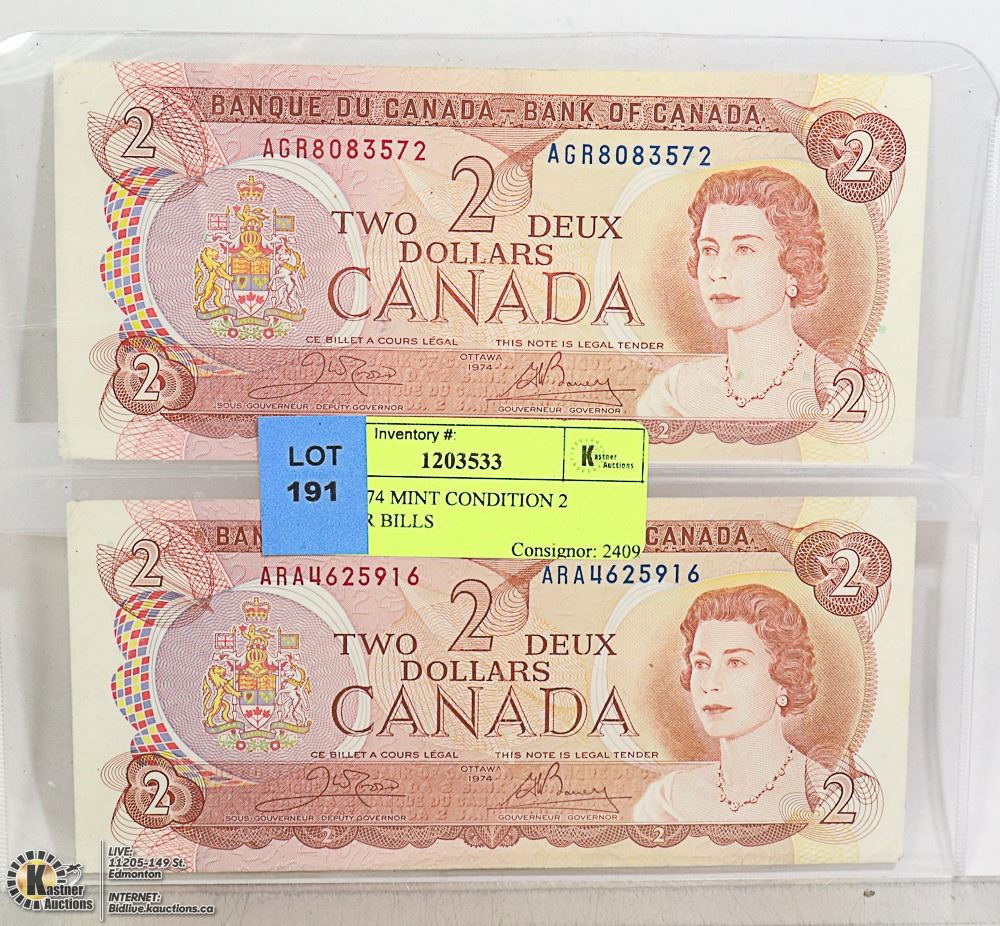 BANQUE DU CANADA – BANK OF CANADA
2
2
AGR8083572
AGR8083572
2
TWO DEUX
DOLLARS
CANADA
CE BILLET A COURS LÉGAL THIS NOTE IS LEGAL TENDER
OTTAWA
1974
2
2
SOUS-GOUVERNEUR DEPUTY GOVERNOR
GOUVERNEUR GOVERNOR
2
LOT
191
Inventory #:
1203533
Kastner
Auctions
74 MINT CONDITION 2
R BILLS
Consignor: 2409
BAN
CANADA
2
2
ARA4625916
ARA4625916
2
TWO DEUX
DOLLARS
CANADA
CE BILLET A COURS LÉGAL THIS NOTE IS LEGAL TENDER
OTTAWA
1974
2
2
SOUS-GOUVERNEUR DEPUTY GOVERNOR
GOUVERNEUR GOVERNOR
2
2
Kastner
Auctions
LIVE:
11205-149 St.
Edmonton
INTERNET:
Bidlive.kauctions.ca